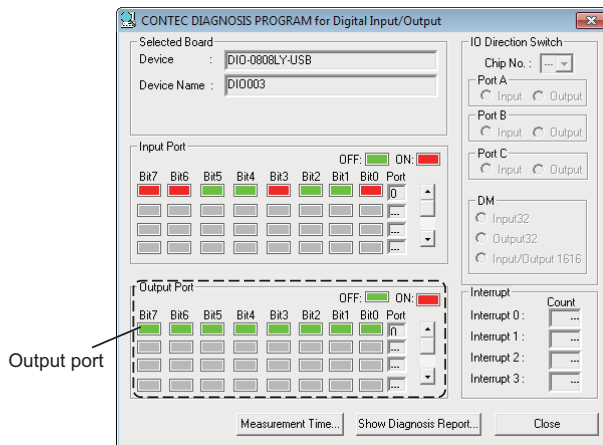 CONTEC DIAGNOSIS PROGRAM for Digital Input/Output
Selected Board
Device : DIO-0808LY-USB
Device Name : DIO003
Input Port
OFF: ON:
Bit7 Bit6 Bit5 Bit4 Bit3 Bit2 Bit1 Bit0 Port
0
---
---
---
Output Port
OFF: ON:
Bit7 Bit6 Bit5 Bit4 Bit3 Bit2 Bit1 Bit0 Port
0
---
---
---
Output port
IO Direction Switch
Chip No. : ---
Port A
Input Output
Port B
Input Output
Port C
Input Output
DM
Input32
Output32
Input/Output 1616
Interrupt
Count
Interrupt 0 : ---
Interrupt 1 : ---
Interrupt 2 : ---
Interrupt 3 : ---
Measurement Time... Show Diagnosis Report... Close